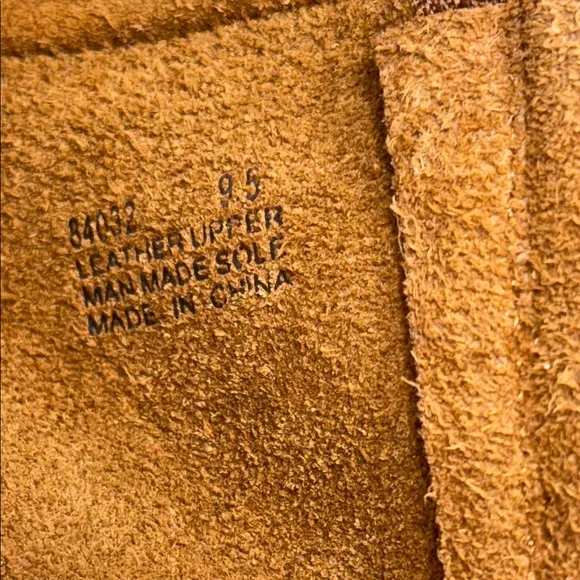 84032 9.5
LEATHER UPPER
MAN MADE SOLE
MADE IN CHINA